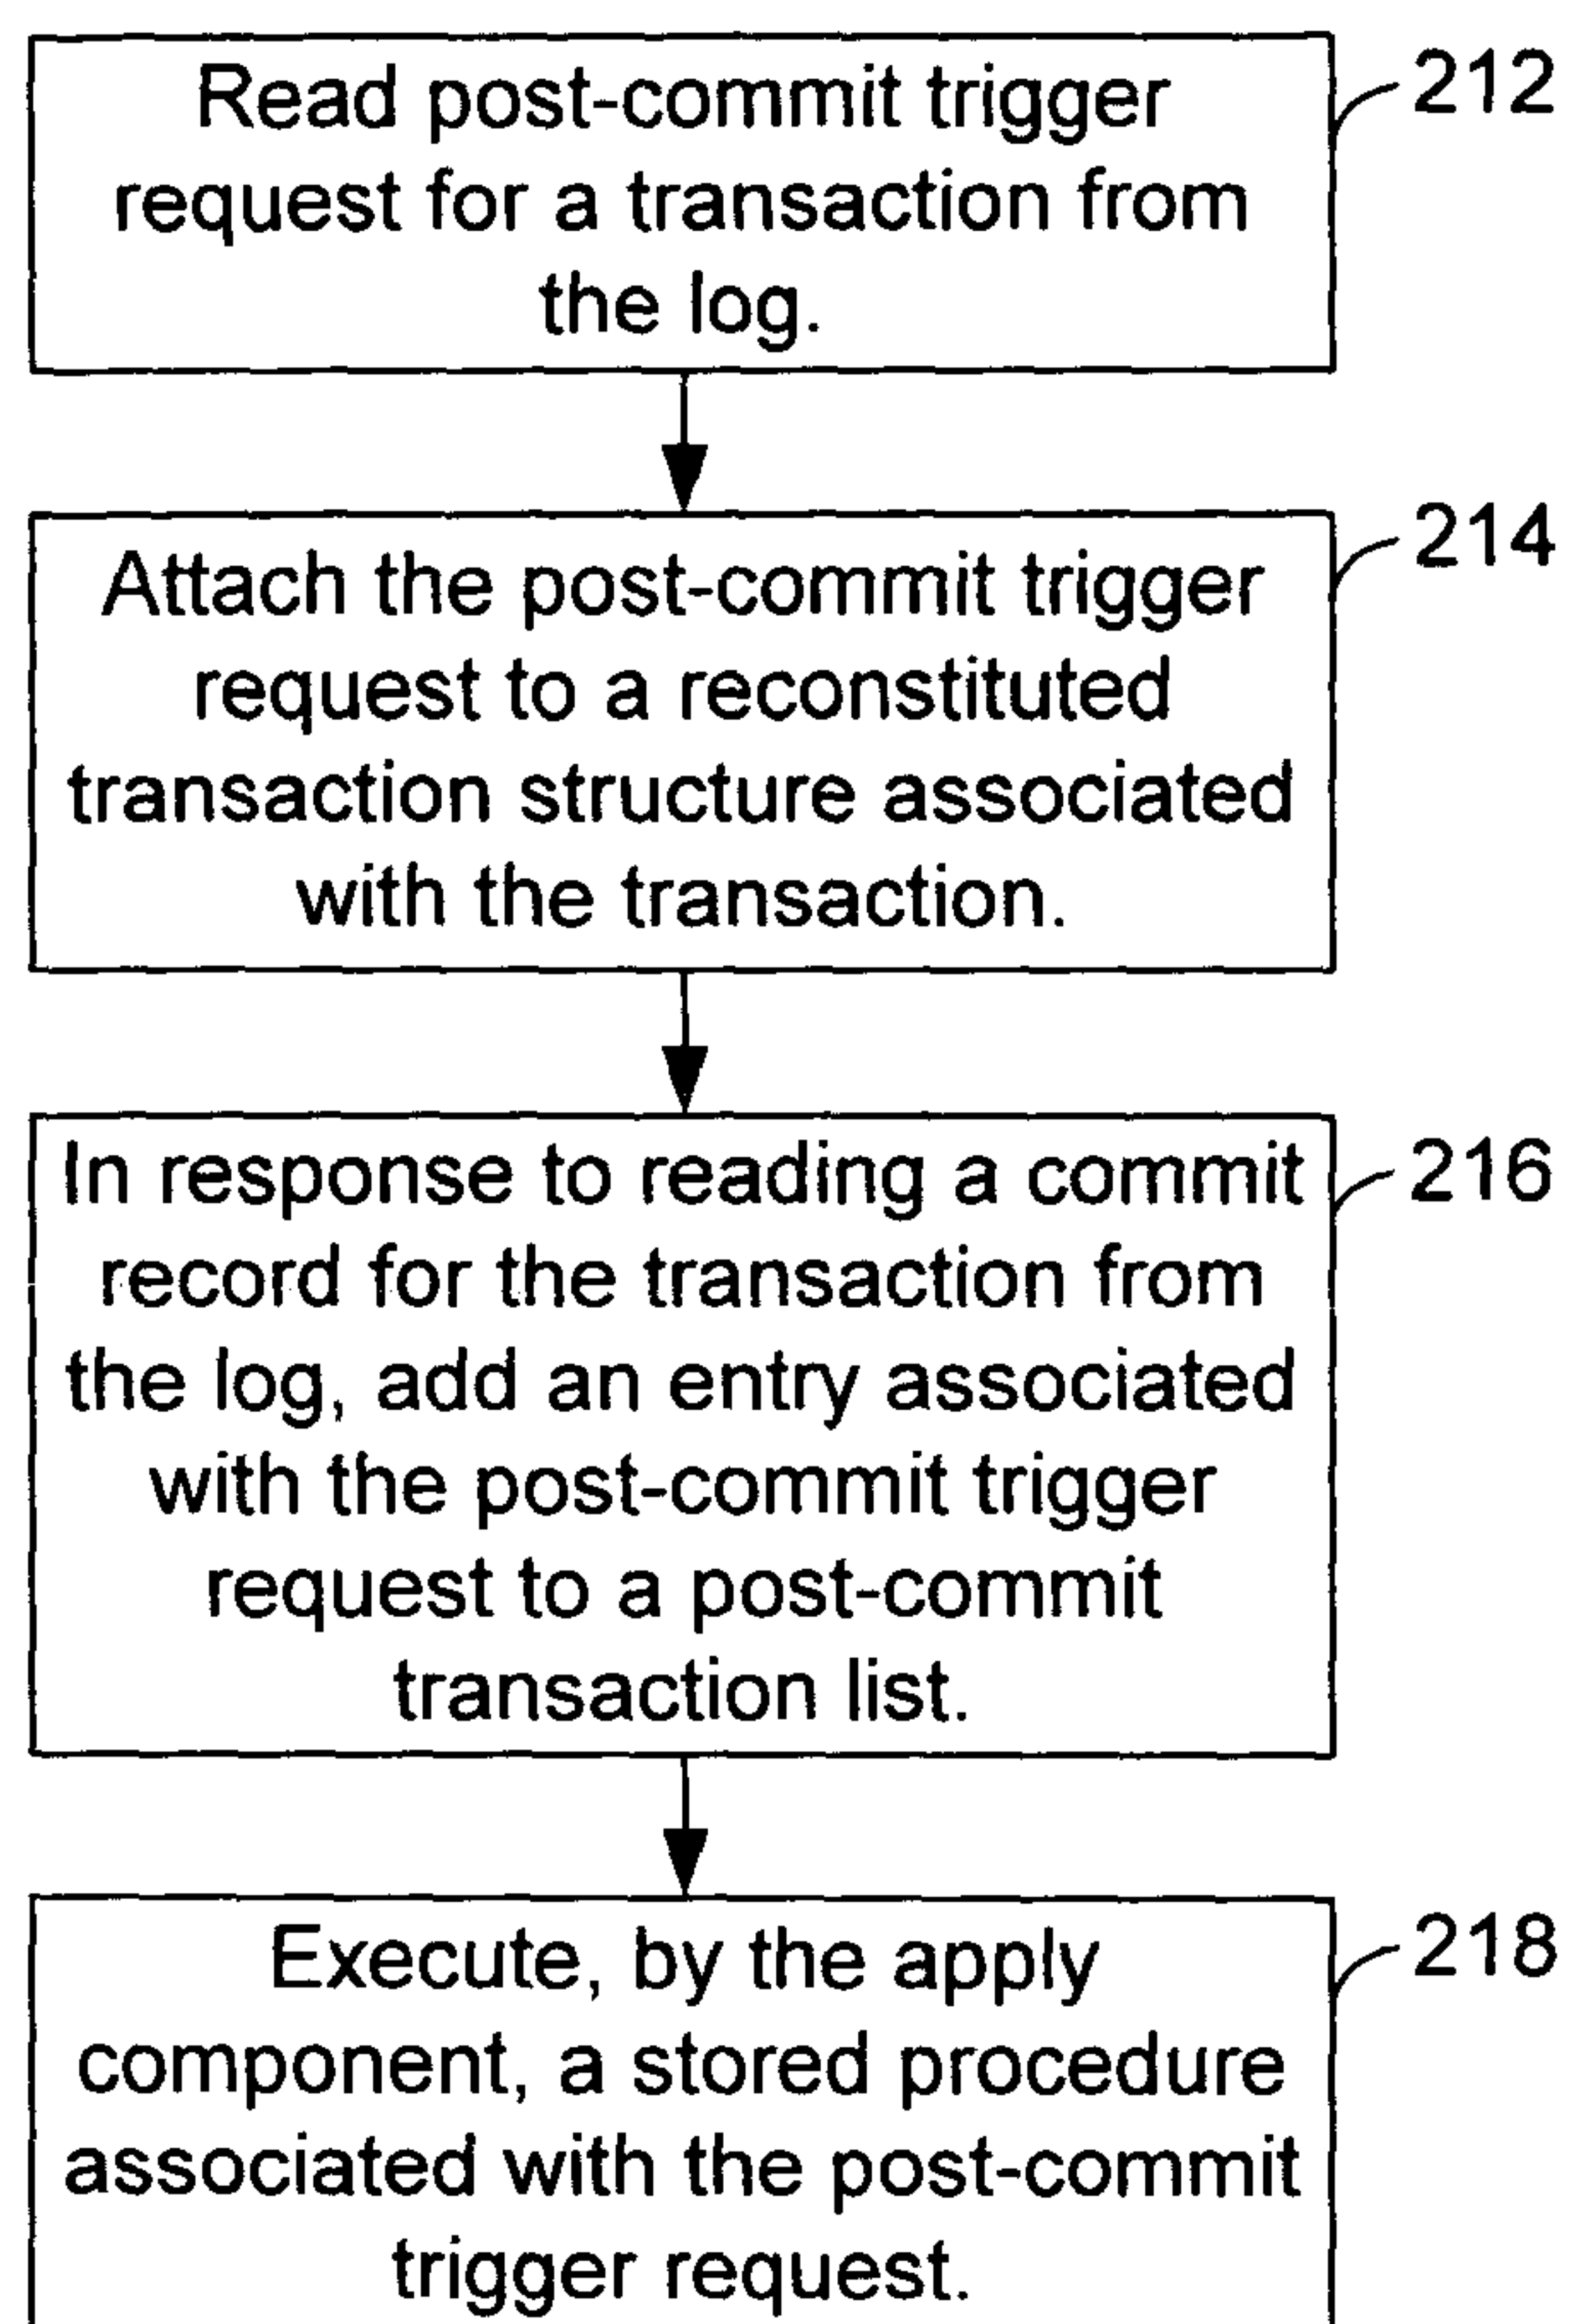 Read post-commit trigger
request for a transaction from
the log.
212
Attach the post-commit trigger
request to a reconstituted
transaction structure associated
with the transaction.
214
In response to reading a commit
record for the transaction from
the log, add an entry associated
with the post-commit trigger
request to a post-commit
transaction list.
216
Execute, by the apply
component, a stored procedure
associated with the post-commit
trigger request.
218